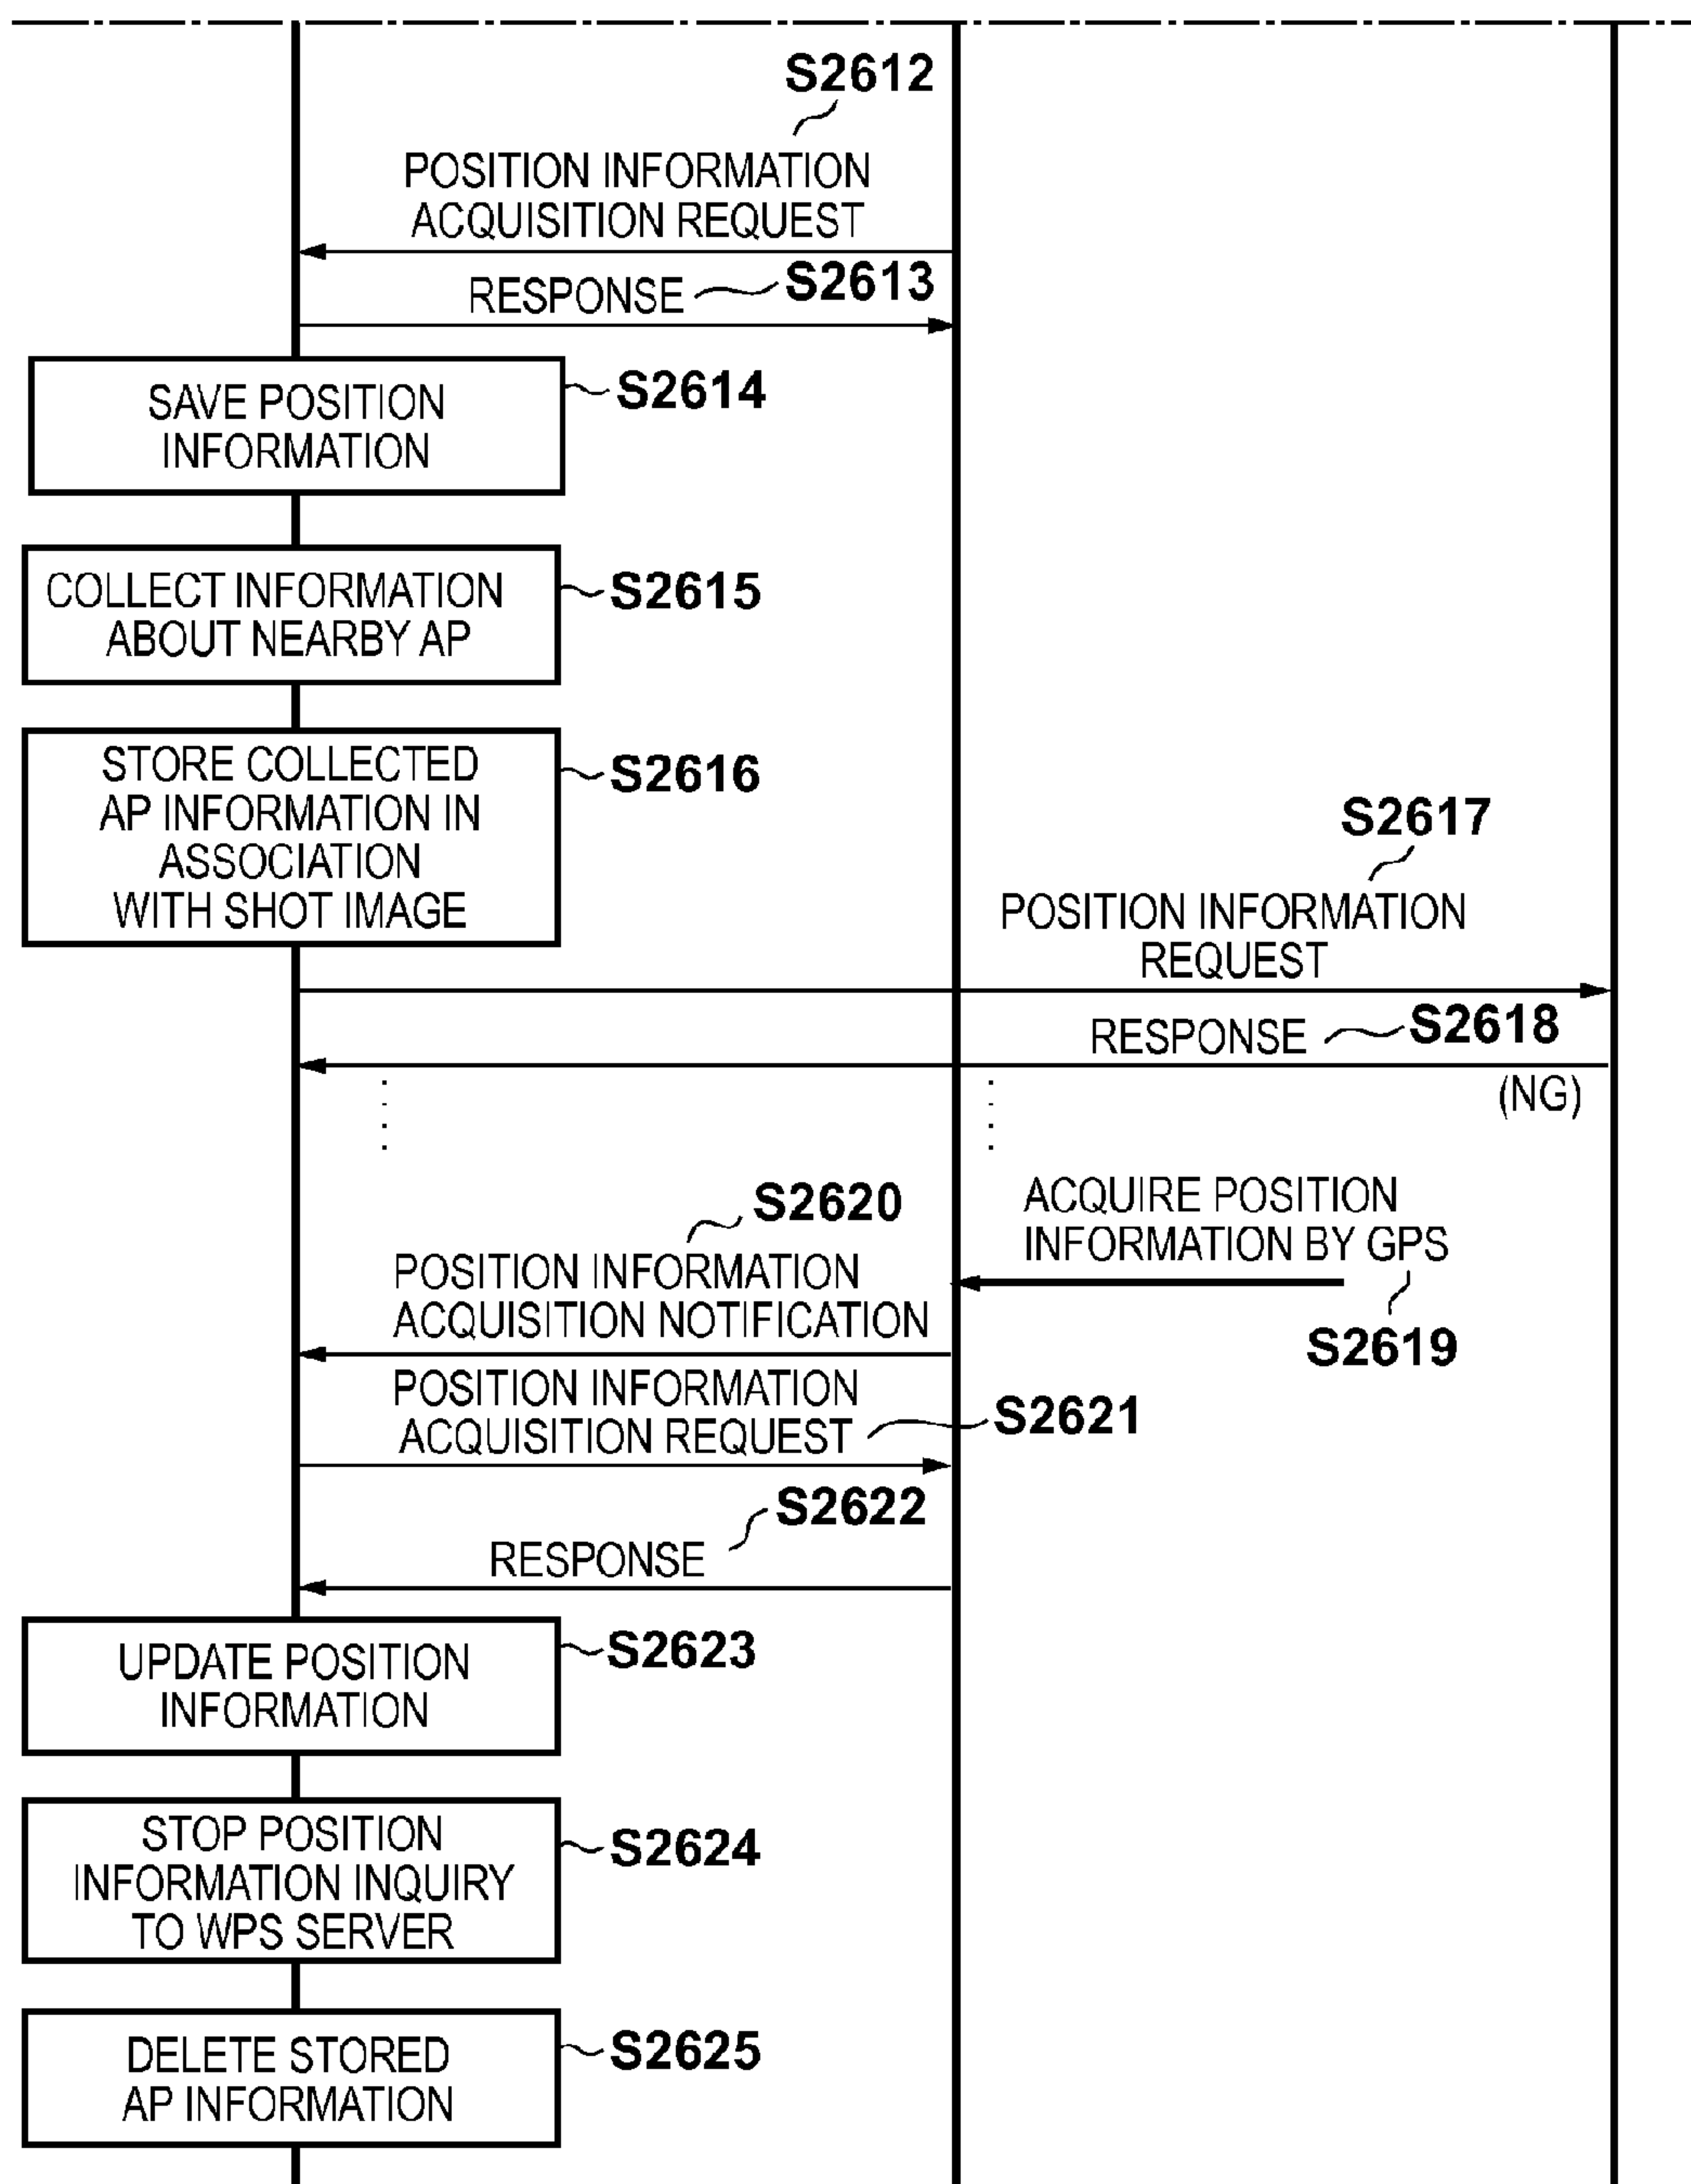 S2612
POSITION INFORMATION
ACQUISITION REQUEST
RESPONSE S2613
SAVE POSITION
INFORMATION
S2614
COLLECT INFORMATION
ABOUT NEARBY AP
S2615
STORE COLLECTED
AP INFORMATION IN
ASSOCIATION
WITH SHOT IMAGE
S2616
S2617
POSITION INFORMATION
REQUEST
RESPONSE S2618
(NG)
ACQUIRE POSITION
INFORMATION BY GPS
S2619
S2620
POSITION INFORMATION
ACQUISITION NOTIFICATION
POSITION INFORMATION
ACQUISITION REQUEST S2621
S2622
RESPONSE
UPDATE POSITION
INFORMATION
S2623
STOP POSITION
INFORMATION INQUIRY
TO WPS SERVER
S2624
DELETE STORED
AP INFORMATION
S2625